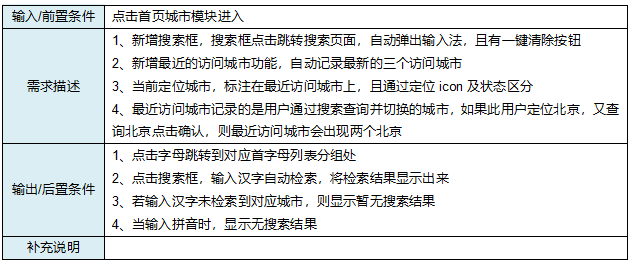 输入/前置条件
点击首页城市模块进入
需求描述
1、新增搜索框，搜索框点击跳转搜索页面，自动弹出输入法，且有一键清除按钮
2、新增最近的访问城市功能，自动记录最新的三个访问城市
3、当前定位城市，标注在最近访问城市上，且通过定位 icon 及状态区分
4、最近访问城市记录的是用户通过搜索查询并切换的城市，如果此用户定位北京，又查
询北京点击确认，则最近访问城市会出现两个北京
输出/后置条件
1、点击字母跳转到对应首字母列表分组处
2、点击搜索框，输入汉字自动检索，将检索结果显示出来
3、若输入汉字未检索到对应城市，则显示暂无搜索结果
4、当输入拼音时，显示无搜索结果
补充说明